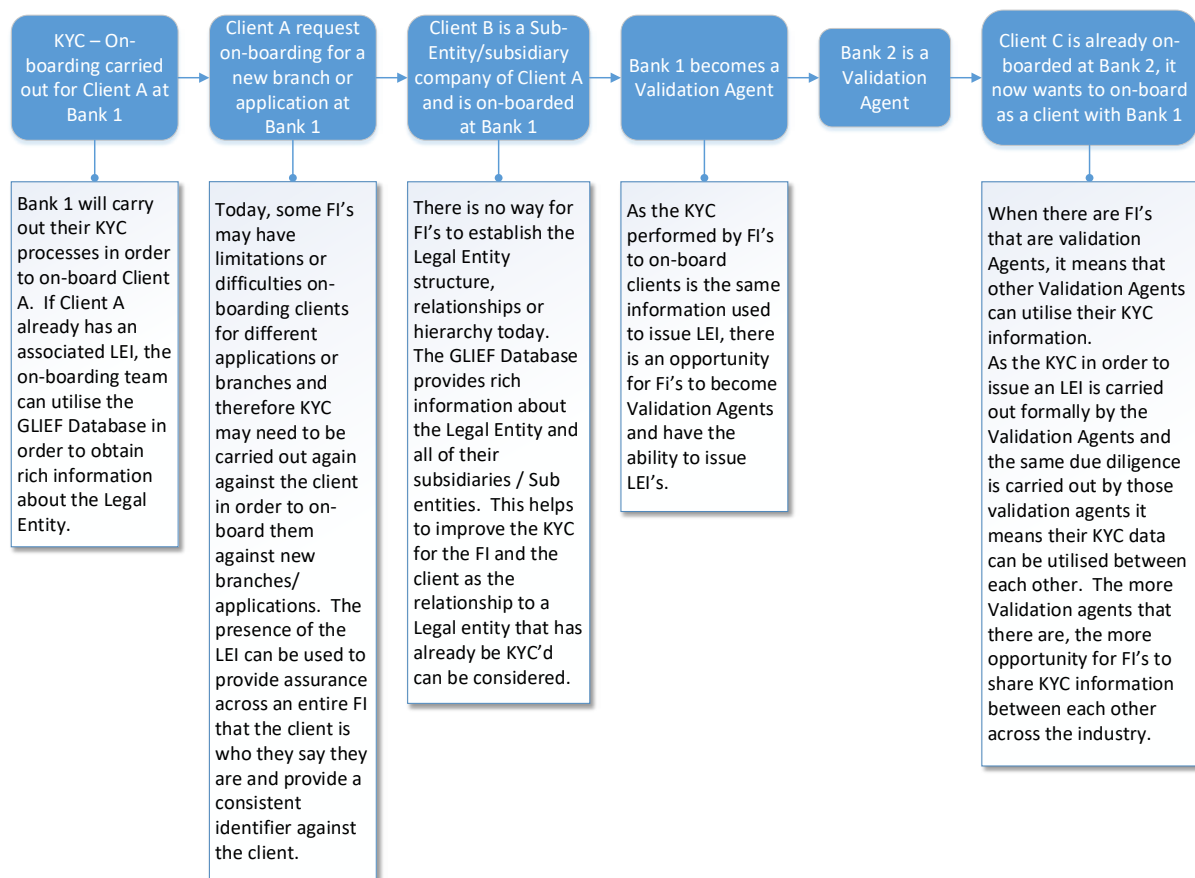 KYC – On-
boarding carried
out for Client A at
Bank 1
Client A request
on-boarding for a
new branch or
application at
Bank 1
Client B is a Sub-
Entity/subsidiary
company of Client A
and is on-boarded
at Bank 1
Bank 1 becomes a
Validation Agent
Bank 2 is a
Validation
Agent
Client C is already on-
boarded at Bank 2, it
now wants to on-board
as a client with Bank 1
Bank 1 will carry
out their KYC
processes in order
to on-board Client
A.  If Client A
already has an
associated LEI, the
on-boarding team
can utilise the
GLIEF Database in
order to obtain
rich information
about the Legal
Entity.
Today, some FI's
may have
limitations or
difficulties on-
boarding clients
for different
applications or
branches and
therefore KYC
may need to be
carried out again
against the client
in order to on-
board them
against new
branches/
applications.  The
presence of the
LEI can be used to
provide assurance
across an entire FI
that the client is
who they say they
are and provide a
consistent
identifier against
the client.
There is no way for
FI's to establish the
Legal Entity
structure,
relationships or
hierarchy today.
The GLIEF Database
provides rich
information about
the Legal Entity and
all of their
subsidiaries / Sub
entities.  This helps
to improve the KYC
for the FI and the
client as the
relationship to a
Legal entity that has
already be KYC'd
can be considered.
As the KYC
performed by FI's
to on-board
clients is the same
information used
to issue LEI, there
is an opportunity
for Fi's to become
Validation Agents
and have the
ability to issue
LEI's.
When there are FI's
that are validation
Agents, it means that
other Validation Agents
can utilise their KYC
information.
As the KYC in order to
issue an LEI is carried
out formally by the
Validation Agents and
the same due diligence
is carried out by those
validation agents it
means their KYC data
can be utilised between
each other.  The more
Validation agents that
there are, the more
opportunity for FI's to
share KYC information
between each other
across the industry.